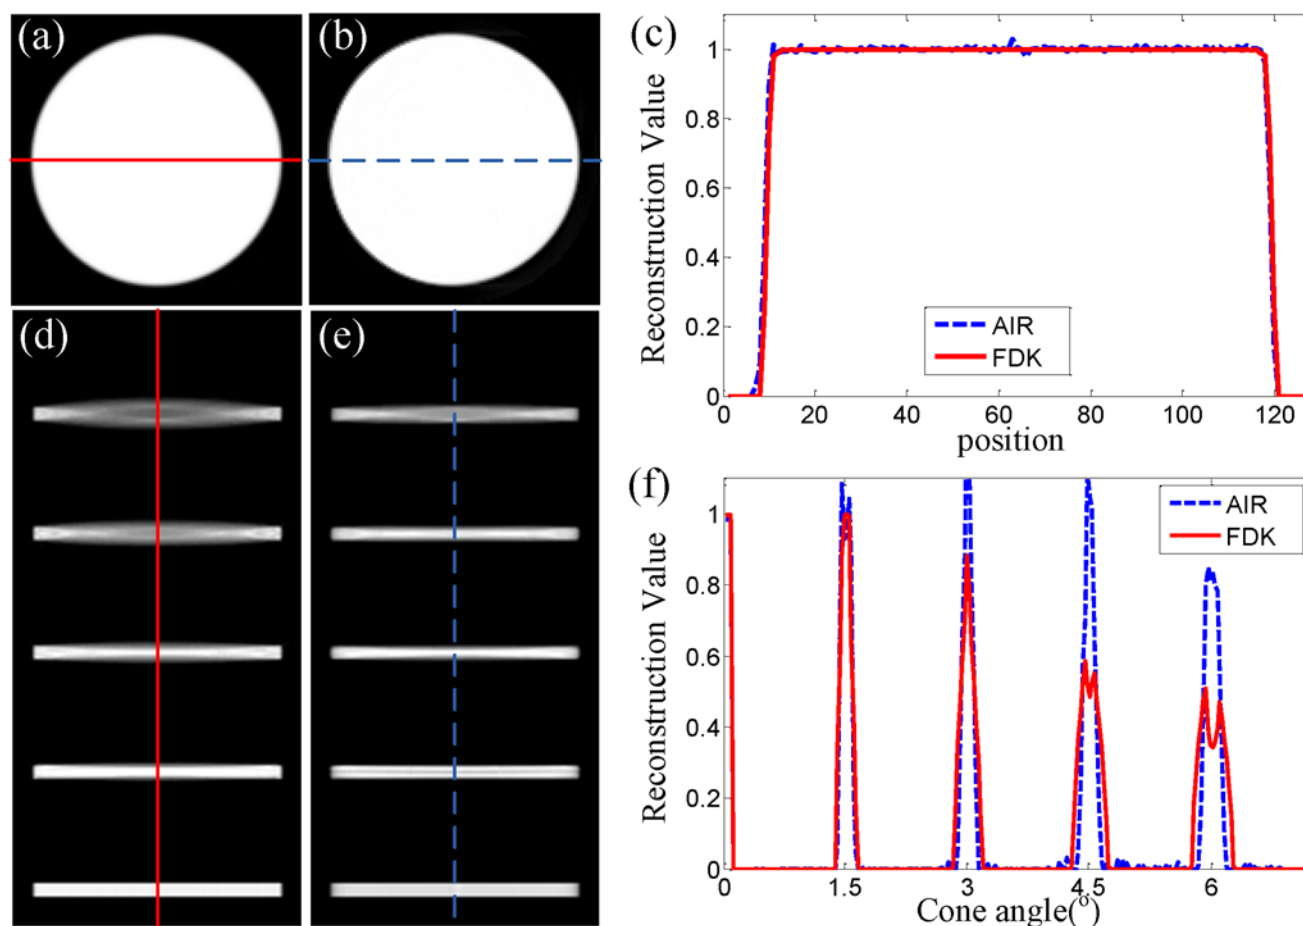 (a)
(b)
(c)
Reconstruction Value
1
0.8
0.6
0.4
0.2
0
0 20 40 60 80 100 120
position
AIR
FDK
(d)
(e)
(f)
Reconstruction Value
1
0.8
0.6
0.4
0.2
0
0 1.5 3 4.5 6
Cone angle(º)
AIR
FDK